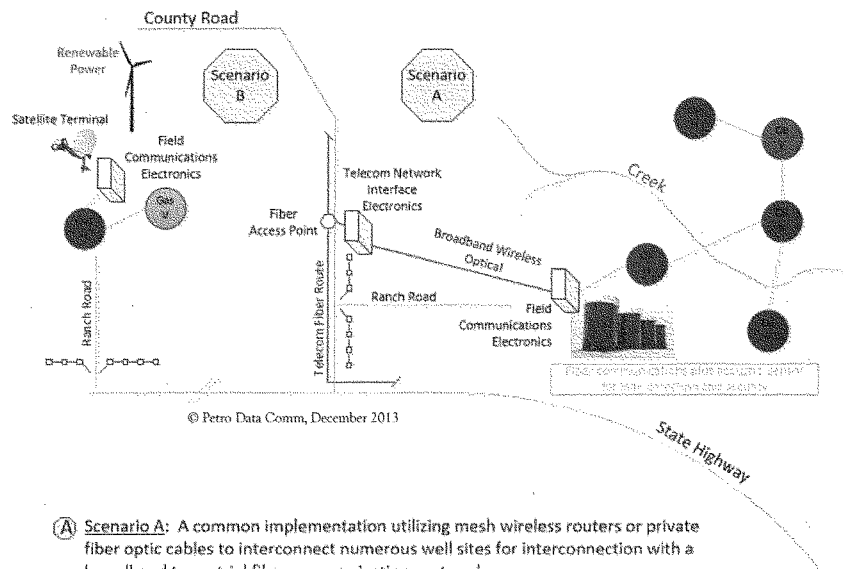 County Road
Renewable
Power
Scenario
B
Scenario
A
Satellite Terminal
Field
Communications
Electronics
Gas
Telecom Network
Interface
Electronics
Fiber
Access Point
Creek
Broadband Wireless
Optical
Ranch Road
Telecom Fiber Route
Ranch Road
Field
Communications
Electronics
© Petro Data Comm, December 2013
State Highway
A Scenario A: A common implementation utilizing mesh wireless routers or private
fiber optic cables to interconnect numerous well sites for interconnection with a